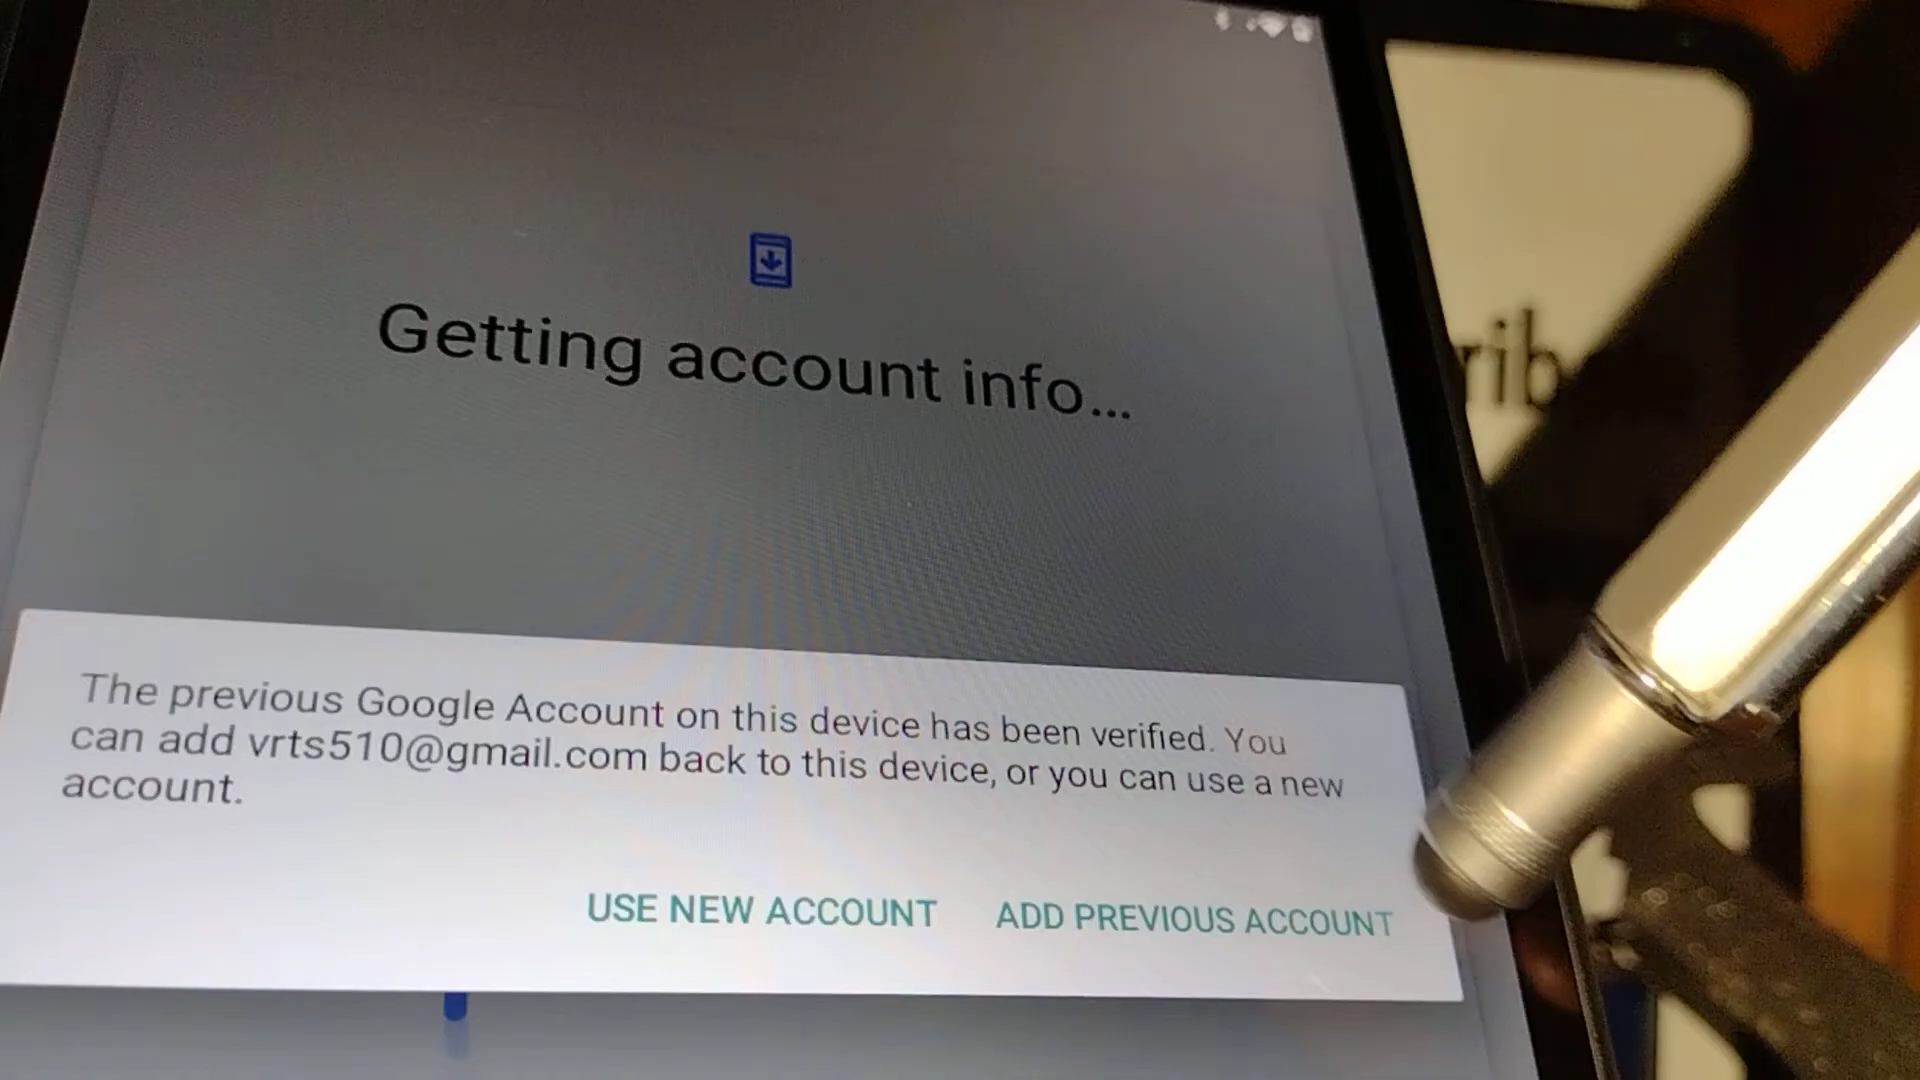 Getting account info...
The previous Google Account on this device has been verified. You
can add vrts510@gmail.com back to this device, or you can use a new
account.
USE NEW ACCOUNT
ADD PREVIOUS ACCOUNT
rib